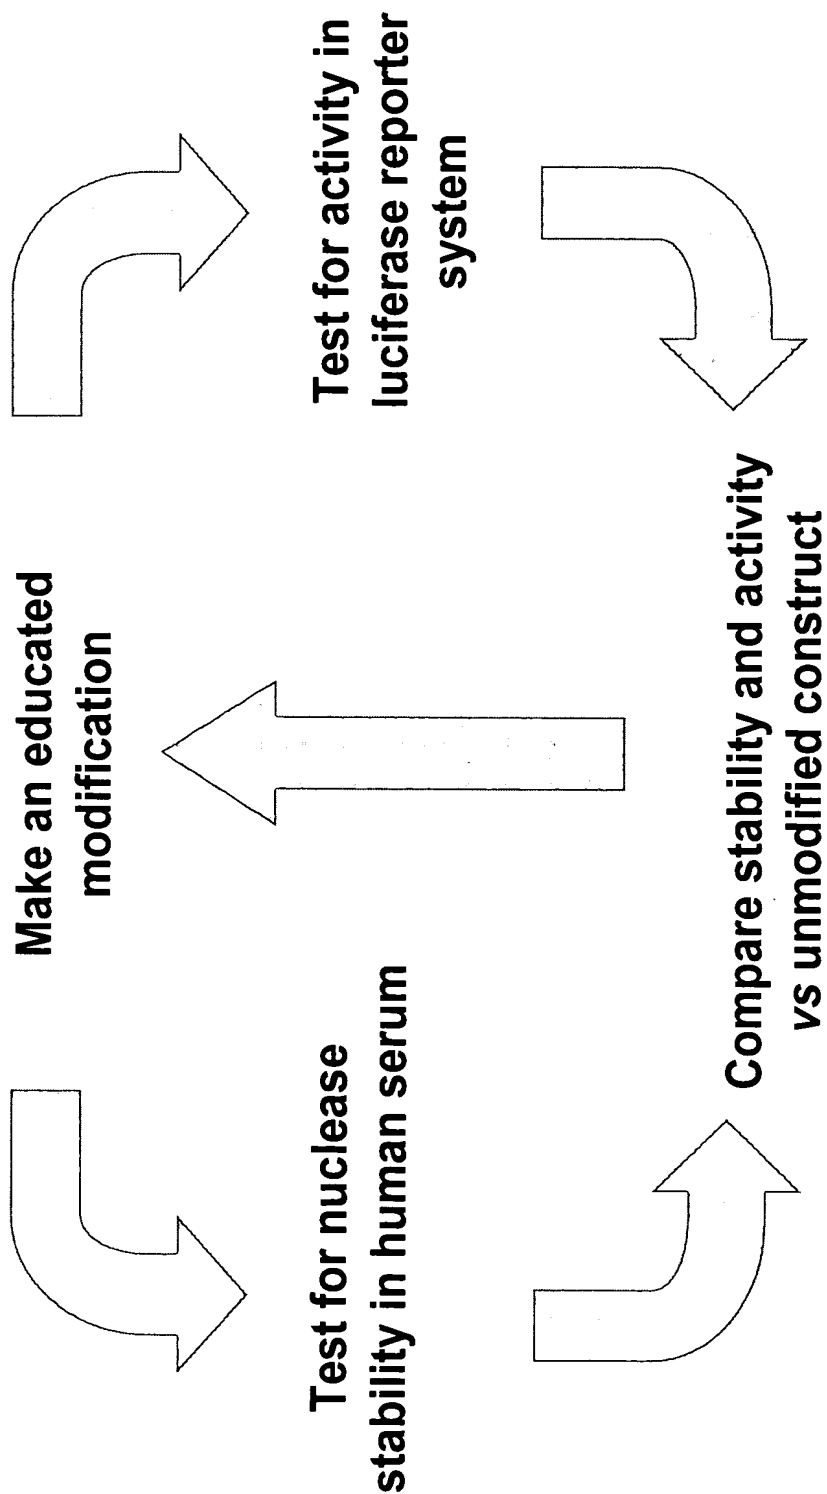 Make an educated
modification
Test for nuclease
stability in human serum
Test for activity in
luciferase reporter
system
Compare stability and activity
vs unmodified construct